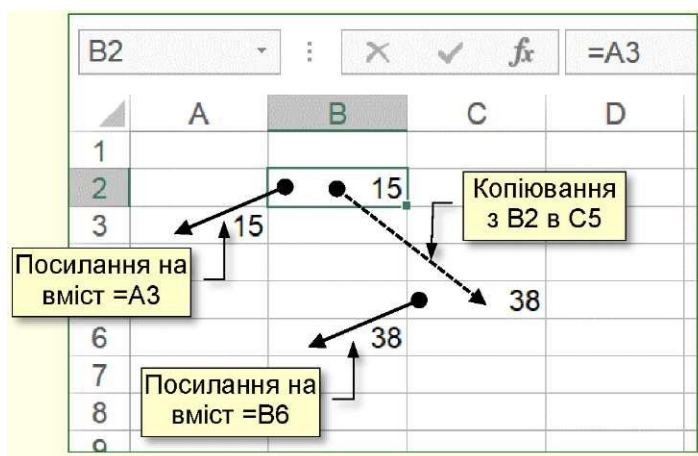 B2 fx =A3
A B C D
1
2 15
Копіювання
з B2 в C5
3 15
Посилання на
вміст =A3
38
6 38
7
Посилання на
вміст =B6
8
9